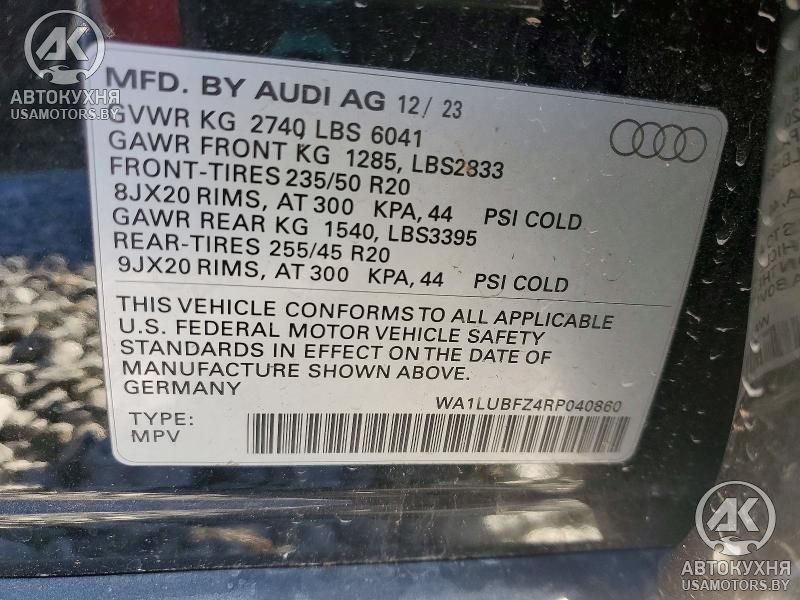 AK
АВТОКУХНЯ
USAMOTORS.BY
MFD. BY AUDI AG 12/ 23
GVWR KG 2740 LBS 6041
GAWR FRONT KG 1285, LBS2833
FRONT-TIRES 235/50 R20
8JX20 RIMS, AT 300 KPA, 44 PSI COLD
GAWR REAR KG 1540, LBS3395
REAR-TIRES 255/45 R20
9JX20 RIMS, AT 300 KPA, 44 PSI COLD
THIS VEHICLE CONFORMS TO ALL APPLICABLE
U.S. FEDERAL MOTOR VEHICLE SAFETY
STANDARDS IN EFFECT ON THE DATE OF
MANUFACTURE SHOWN ABOVE.
GERMANY
WA1LUBFZ4RP040860
TYPE:
MPV
AK
АВТОКУХНЯ
USAMOTORS.BY